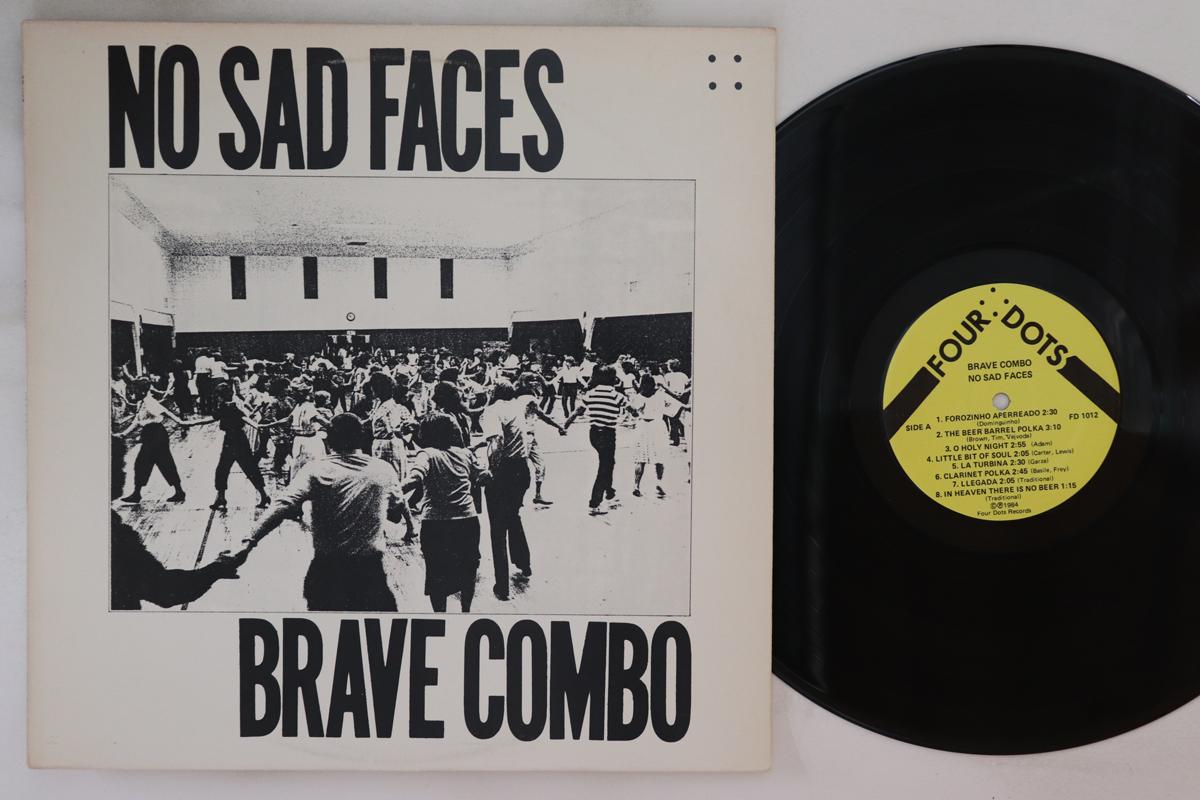 NO SAD FACES
BRAVE COMBO
FOUR DOTS
BRAVE COMBO
NO SAD FACES
SIDE A
FD 1012
1. FOROZINHO APERREADO 2:30
(Dominguinho)
2. THE BEER BARREL POLKA 3:10
(Brown, Tim, Vejvoda)
3. O HOLY NIGHT 2:55 (Adam)
4. LITTLE BIT OF SOUL 2:05 (Carter, Lewis)
5. LA TURBINA 2:30 (Garza)
6. CLARINET POLKA 2:45 (Basile, Frey)
7. LLEGADA 2:05 (Traditional)
8. IN HEAVEN THERE IS NO BEER 1:15
(Traditional)
©℗1984
Four Dots Records